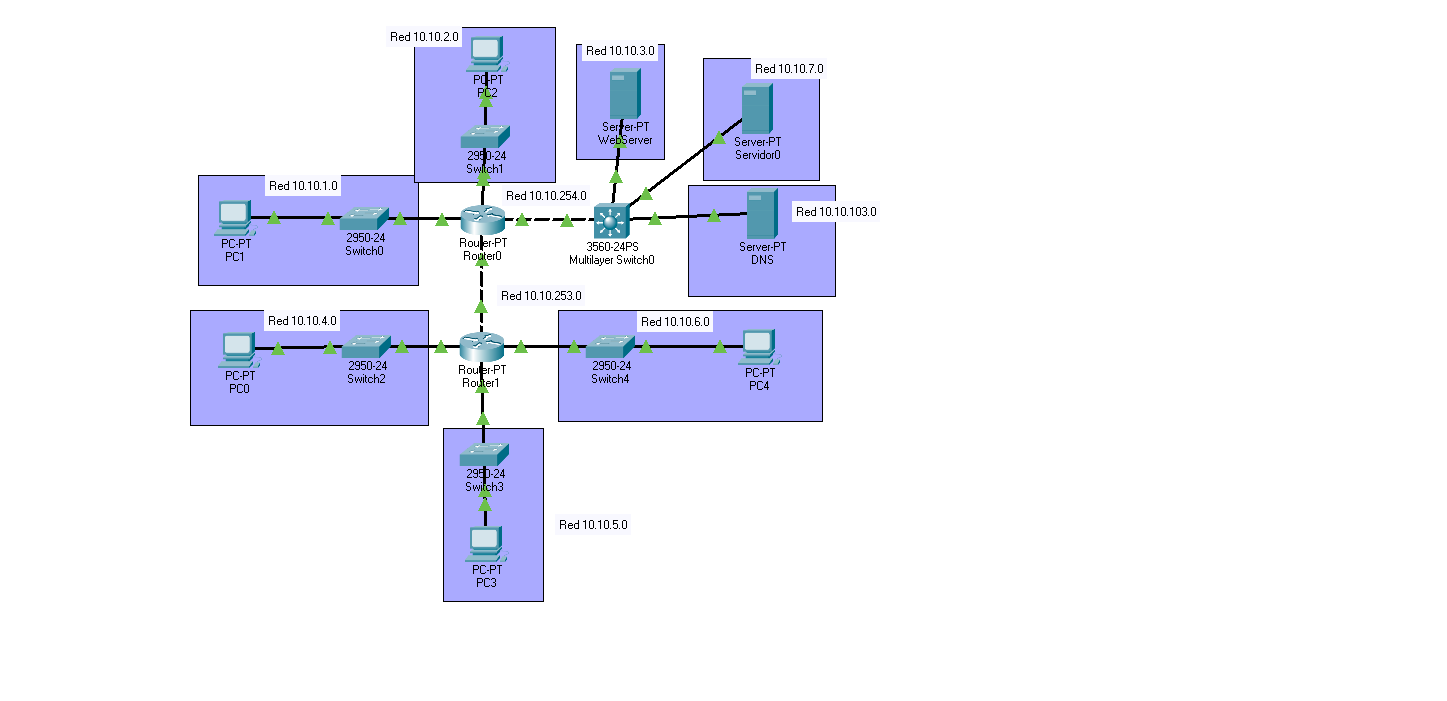 Red 10.10.2.0
PC-PT
PC2
2950-24
Switch1
Red 10.10.3.0
Server-PT
WebServer
Red 10.10.7.0
Server-PT
Servidor0
Red 10.10.1.0
PC-PT
PC1
2950-24
Switch0
Red 10.10.254.0
Router-PT
Router0
3560-24PS
Multilayer Switch0
Red 10.10.103.0
Server-PT
DNS
Red 10.10.253.0
Red 10.10.4.0
PC-PT
PC0
2950-24
Switch2
Router-PT
Router1
Red 10.10.6.0
2950-24
Switch4
PC-PT
PC4
2950-24
Switch3
Red 10.10.5.0
PC-PT
PC3